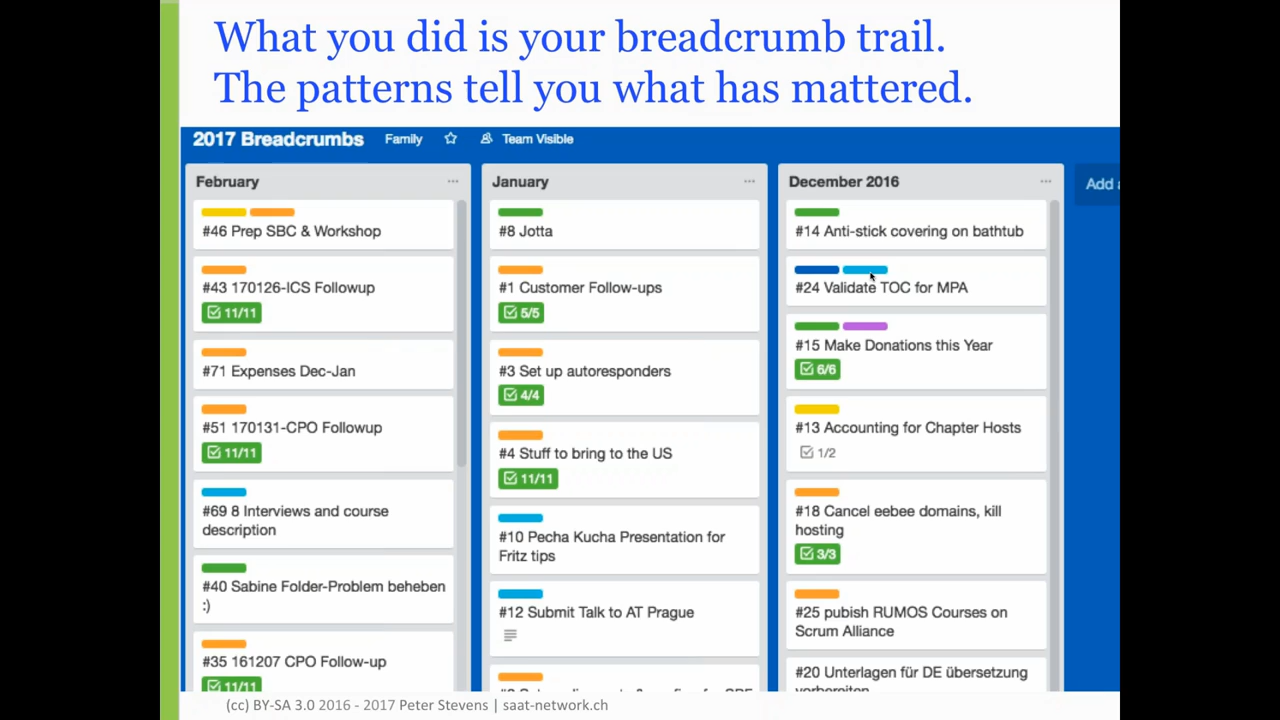 What you did is your breadcrumb trail.
The patterns tell you what has mattered.
2017 Breadcrumbs Family Team Visible
February
#46 Prep SBC & Workshop
#43 170126-ICS Followup
11/11
#71 Expenses Dec-Jan
#51 170131-CPO Followup
11/11
#69 8 Interviews and course
description
#40 Sabine Folder-Problem beheben
:)
#35 161207 CPO Follow-up
11/11
January
#8 Jotta
#1 Customer Follow-ups
5/5
#3 Set up autoresponders
4/4
#4 Stuff to bring to the US
11/11
#10 Pecha Kucha Presentation for
Fritz tips
#12 Submit Talk to AT Prague
December 2016
#14 Anti-stick covering on bathtub
#24 Validate TOC for MPA
#15 Make Donations this Year
6/6
#13 Accounting for Chapter Hosts
1/2
#18 Cancel eebee domains, kill
hosting
3/3
#25 pubish RUMOS Courses on
Scrum Alliance
#20 Unterlagen für DE übersetzung
vorbereiten
Add
(cc) BY-SA 3.0 2016 - 2017 Peter Stevens | saat-network.ch